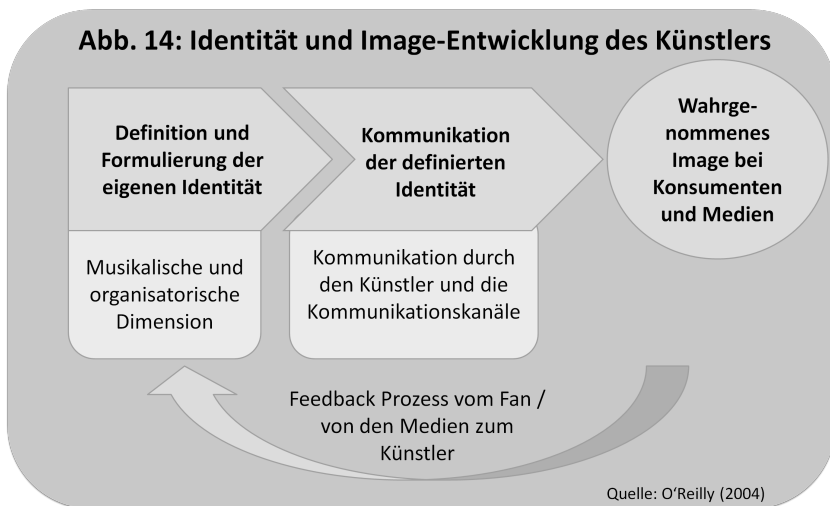 Abb. 14: Identität und Image-Entwicklung des Künstlers
Definition und
Formulierung der
eigenen Identität
Musikalische und
organisatorische
Dimension
Kommunikation
der definierten
Identität
Kommunikation durch
den Künstler und die
Kommunikationskanäle
Wahrge-
nommenes
Image bei
Konsumenten
und Medien
Feedback Prozess vom Fan /
von den Medien zum
Künstler
Quelle: O‘Reilly (2004)